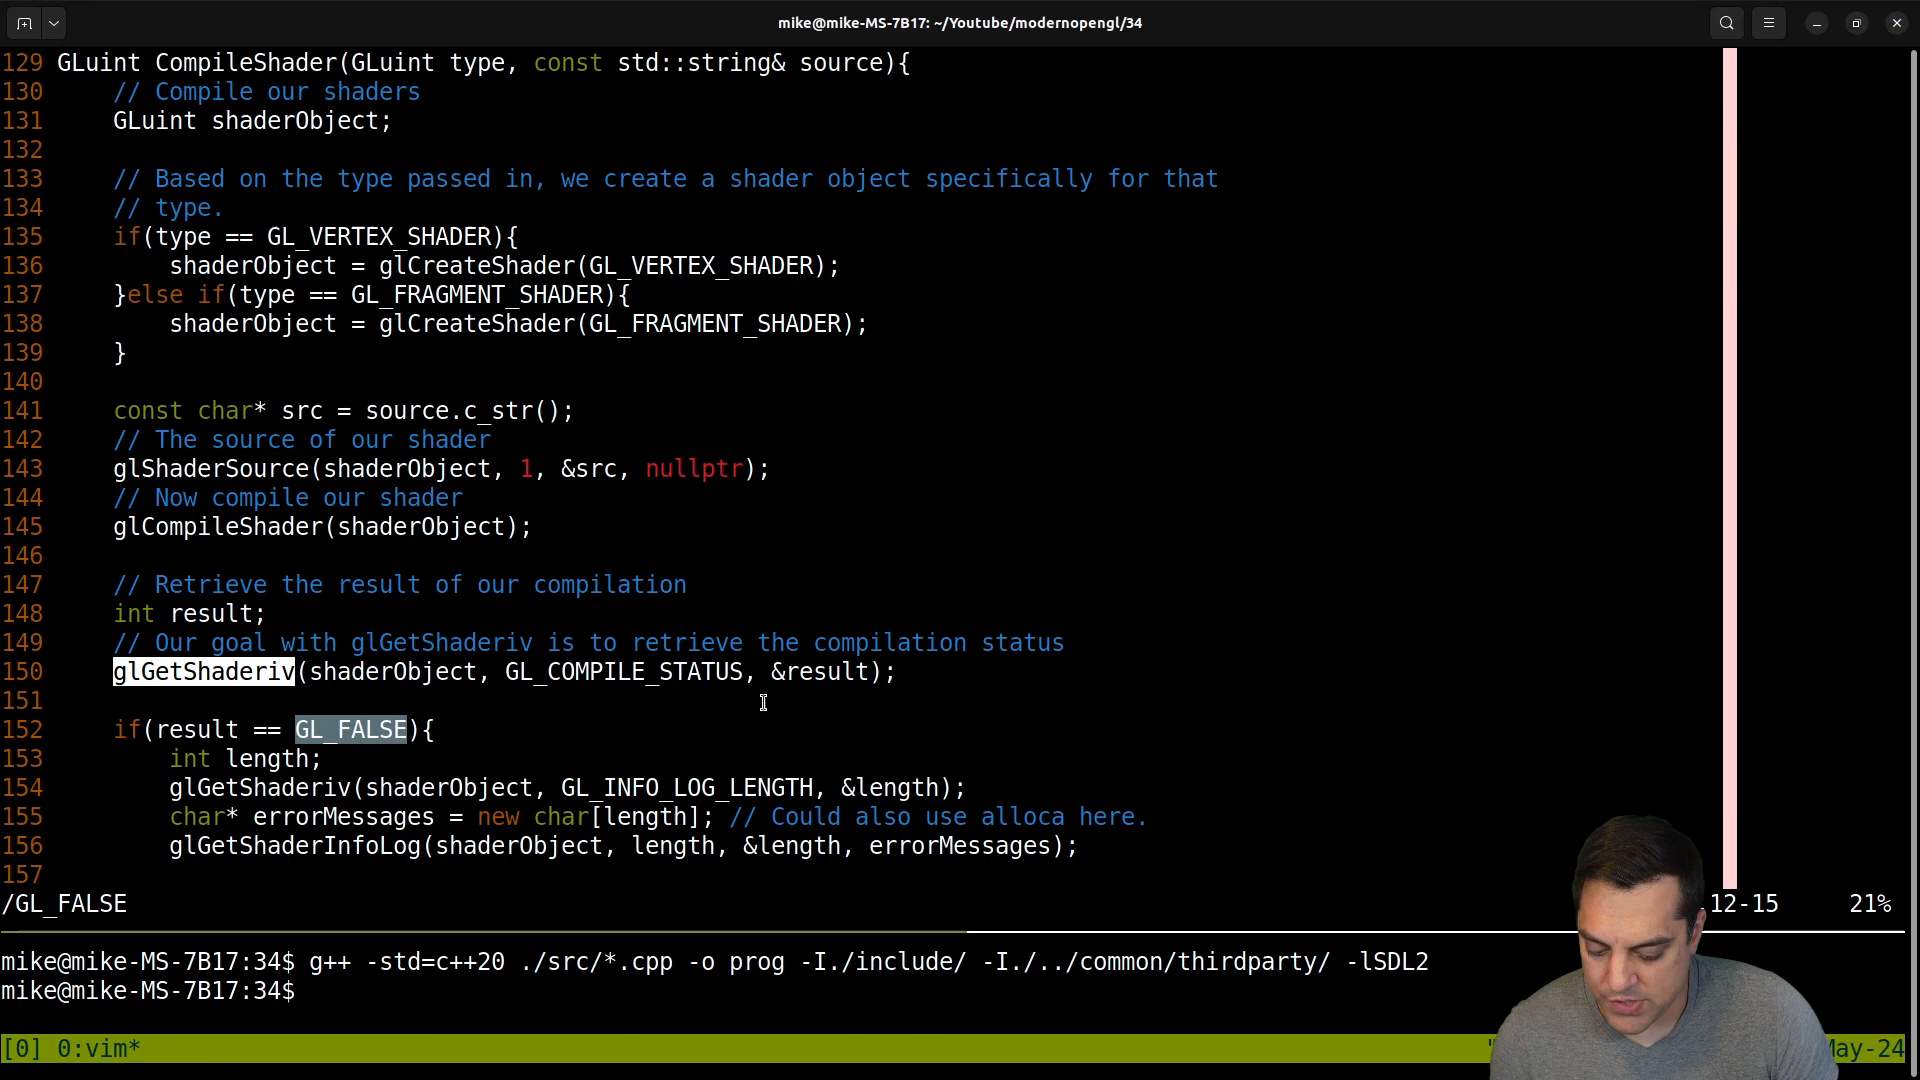 mike@mike-MS-7B17: ~/Youtube/modernopengl/34
129 GLuint CompileShader(GLuint type, const std::string& source){
130     // Compile our shaders
131     GLuint shaderObject;
132
133     // Based on the type passed in, we create a shader object specifically for that
134     // type.
135     if(type == GL_VERTEX_SHADER){
136         shaderObject = glCreateShader(GL_VERTEX_SHADER);
137     }else if(type == GL_FRAGMENT_SHADER){
138         shaderObject = glCreateShader(GL_FRAGMENT_SHADER);
139     }
140
141     const char* src = source.c_str();
142     // The source of our shader
143     glShaderSource(shaderObject, 1, &src, nullptr);
144     // Now compile our shader
145     glCompileShader(shaderObject);
146
147     // Retrieve the result of our compilation
148     int result;
149     // Our goal with glGetShaderiv is to retrieve the compilation status
150     glGetShaderiv(shaderObject, GL_COMPILE_STATUS, &result);
151
152     if(result == GL_FALSE){
153         int length;
154         glGetShaderiv(shaderObject, GL_INFO_LOG_LENGTH, &length);
155         char* errorMessages = new char[length]; // Could also use alloca here.
156         glGetShaderInfoLog(shaderObject, length, &length, errorMessages);
157
/GL_FALSE 12-15 21%
mike@mike-MS-7B17:34$ g++ -std=c++20 ./src/*.cpp -o prog -I./include/ -I./../common/thirdparty/ -lSDL2
mike@mike-MS-7B17:34$
[0] 0:vim* May-24